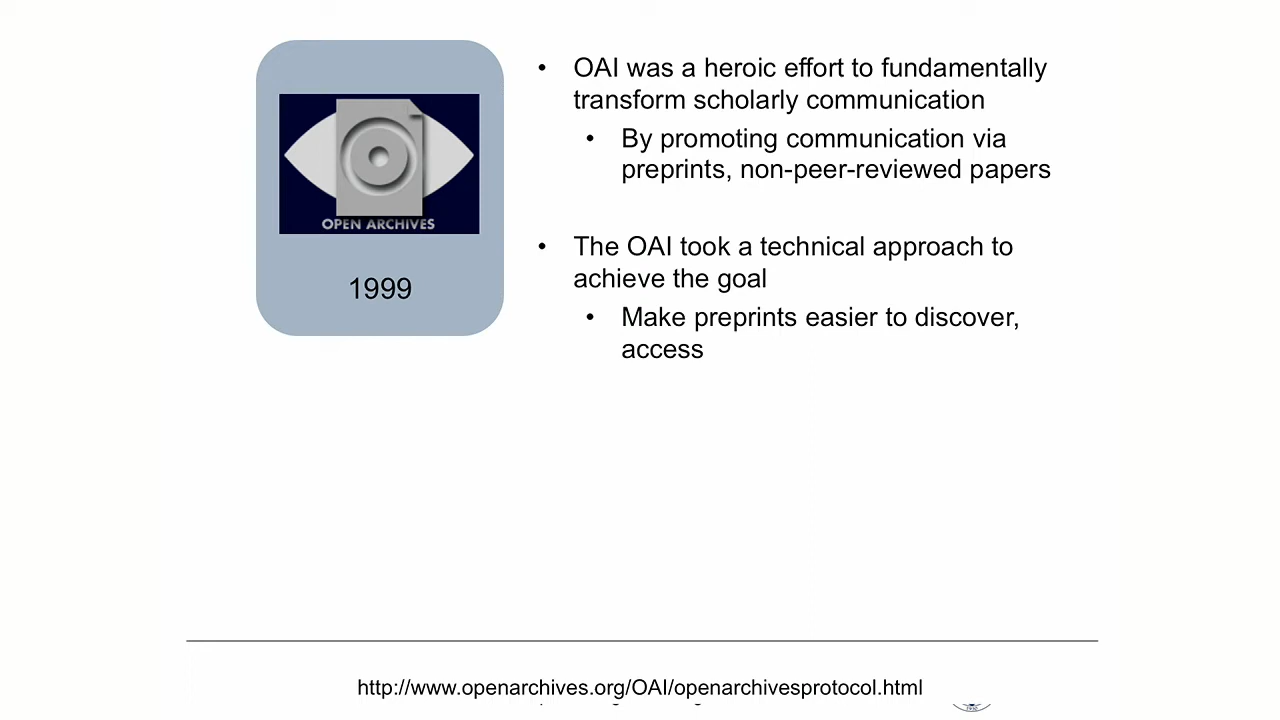 OPEN ARCHIVES
1999
• OAI was a heroic effort to fundamentally
transform scholarly communication
• By promoting communication via
preprints, non-peer-reviewed papers
• The OAI took a technical approach to
achieve the goal
• Make preprints easier to discover,
access
http://www.openarchives.org/OAI/openarchivesprotocol.html